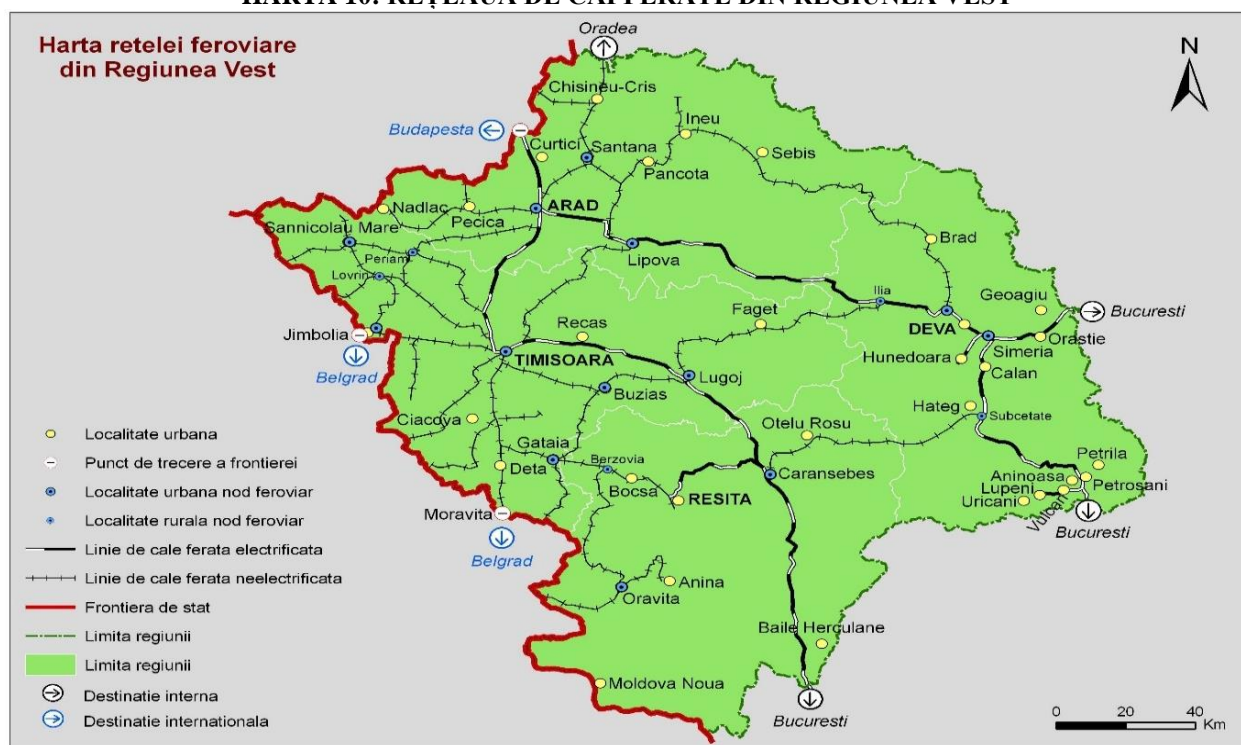 HARTA 10. REȚEAUA DE CĂI FERATE DIN REGIUNEA VEST
Harta retelei feroviare
din Regiunea Vest
Oradea
N
Chisineu-Cris
Budapesta
Ineu
Curtici
Santana
Sebis
Pancota
Nadlac
Pecica
ARAD
Sannicolau Mare
Periam
Brad
Lipova
Lovrin
Ilia
Geoagiu
Faget
Bucuresti
Jimbolia
Recas
DEVA
Orastie
TIMISOARA
Hunedoara
Simeria
Belgrad
Lugoj
Calan
Buzias
Hateg
Subcetate
Ciacova
Otelu Rosu
Localitate urbana
Gataia
Berzovia
Petrila
Punct de trecere a frontierei
Deta
Caransebes
Aninoasa
Petrosani
Bocsa
RESITA
Lupeni
Localitate urbana nod feroviar
Uricani
Vulcan
Moravita
Localitate rurala nod feroviar
Bucuresti
Linie de cale ferata electrificata
Belgrad
Linie de cale ferata neelectrificata
Anina
Oravita
Frontiera de stat
Limita regiunii
Baile Herculane
Limita regiunii
Destinatie interna
Moldova Noua
Destinatie internationala
Bucuresti
0 20 40
Km